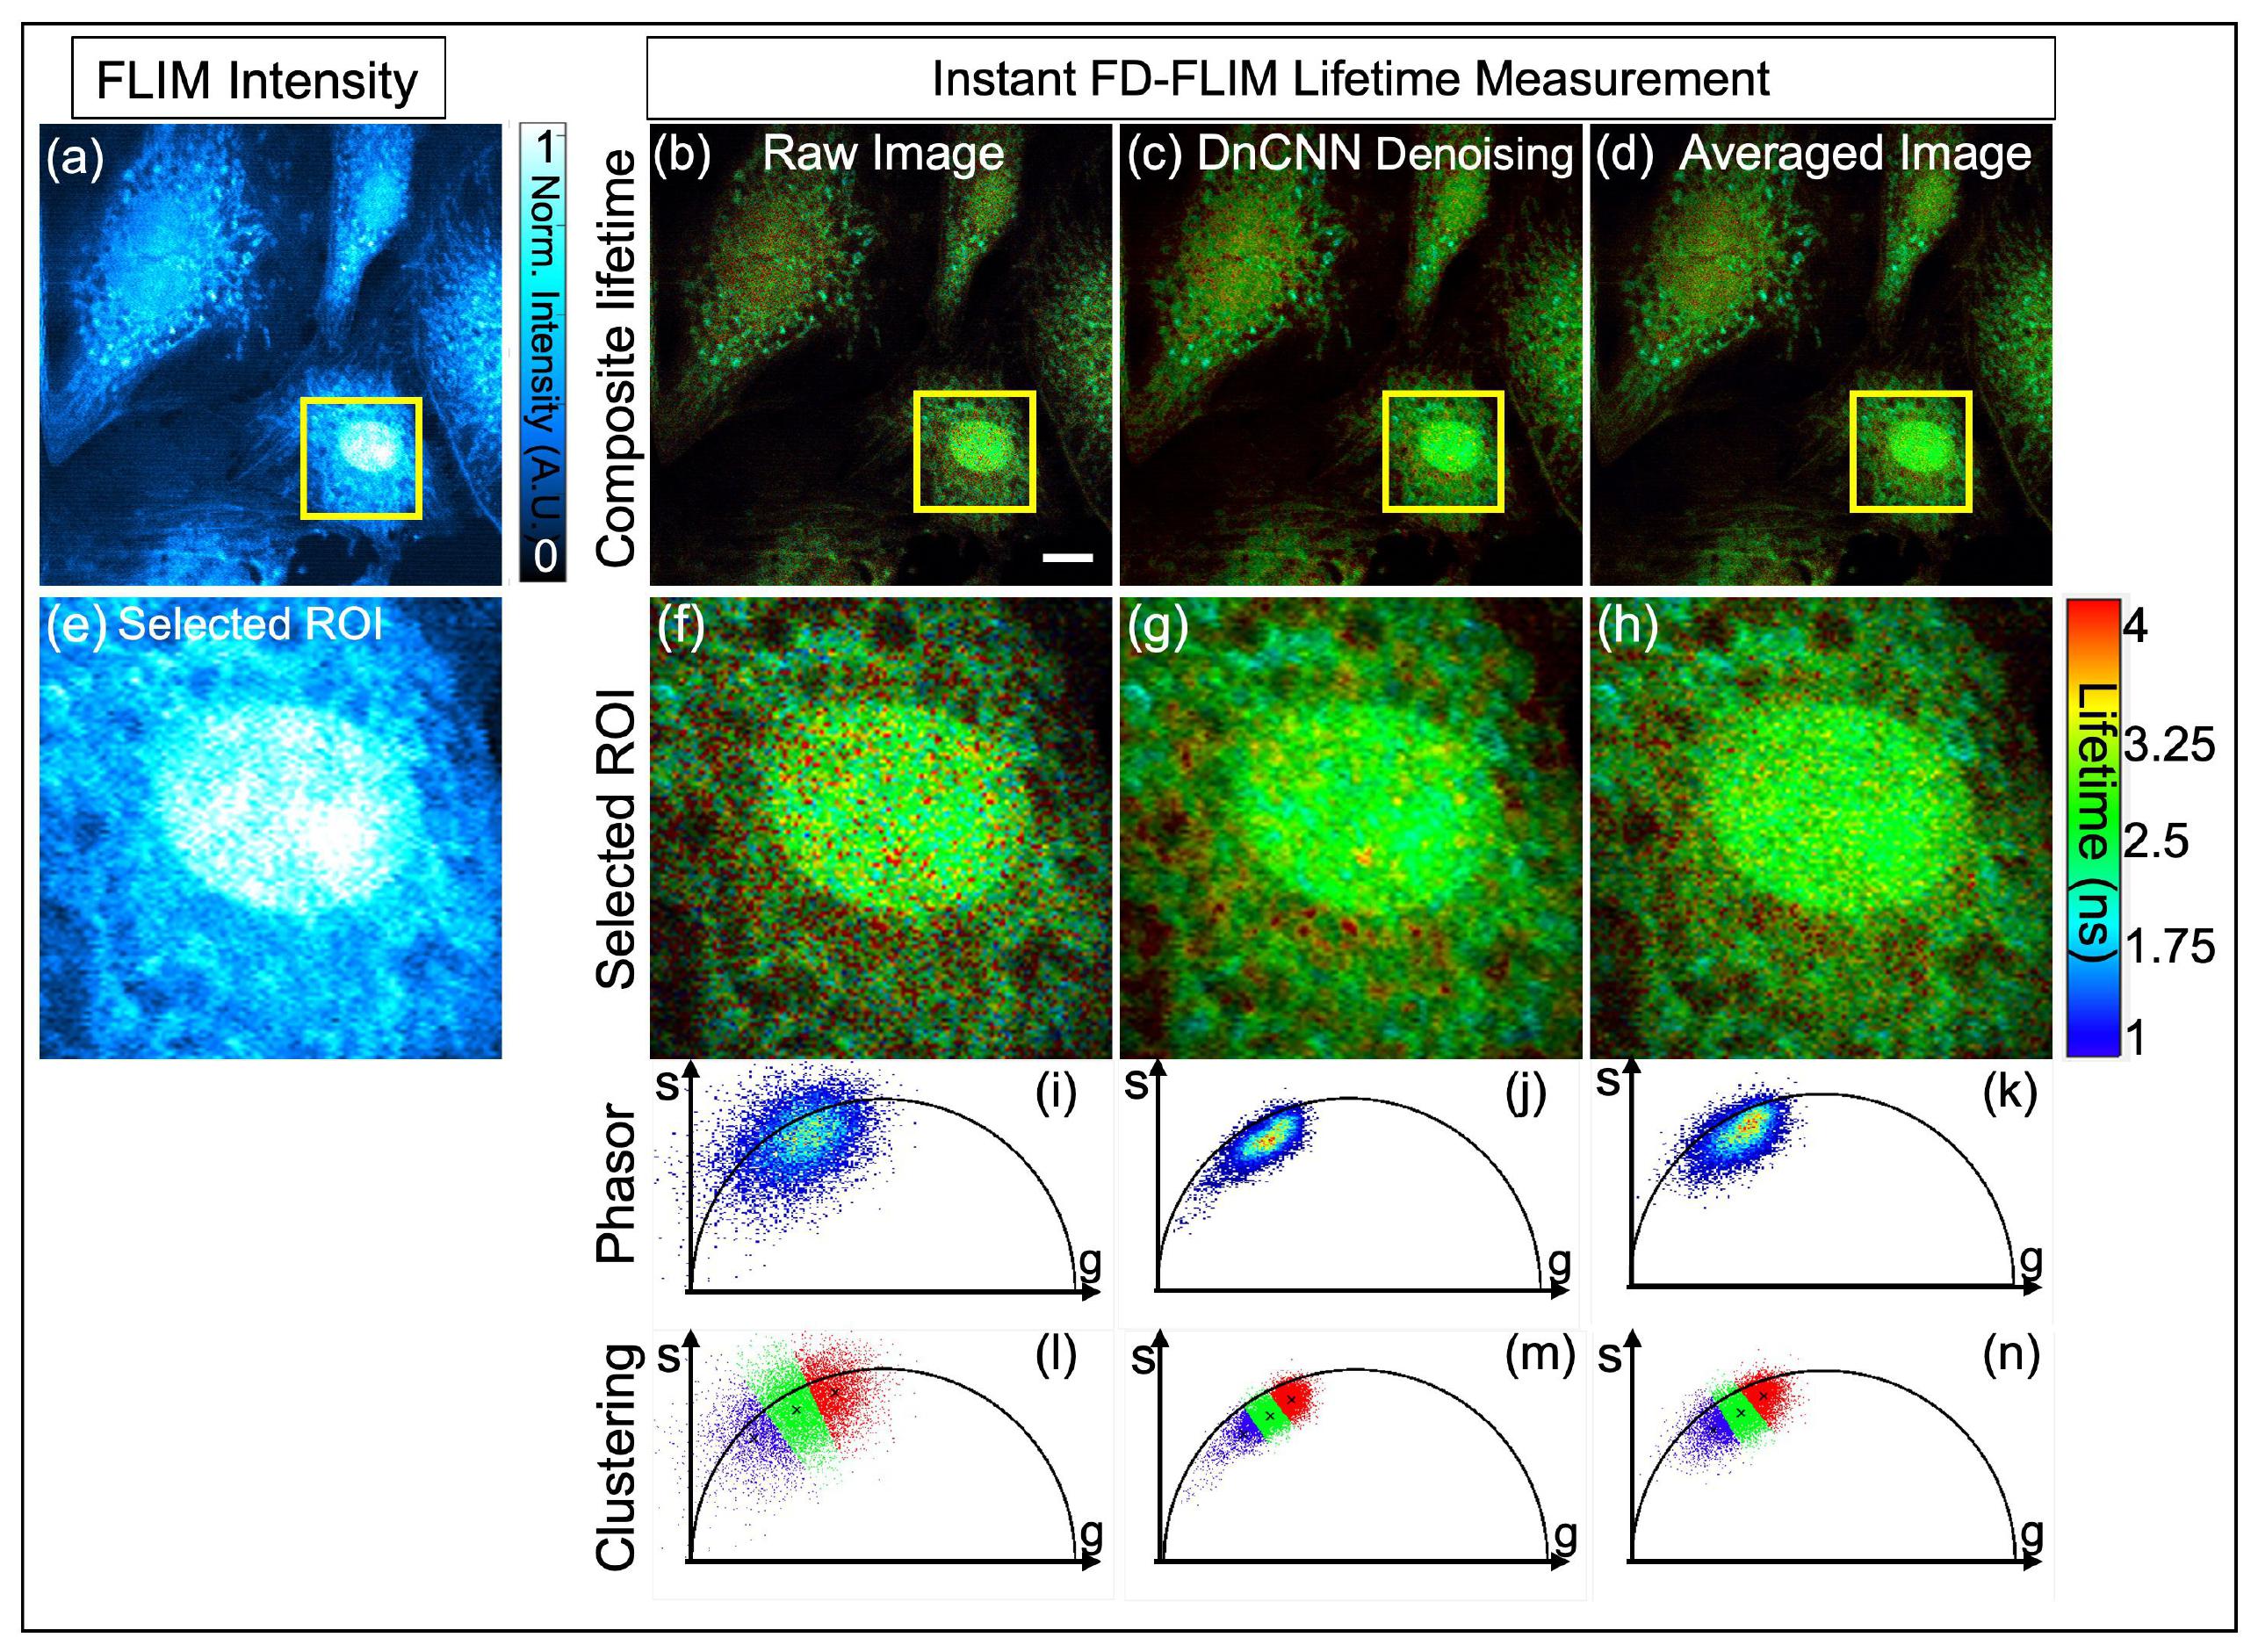 FLIM Intensity
Instant FD-FLIM Lifetime Measurement
(a)
1
Norm. Intensity (A.U.)
0
Composite lifetime
(b) Raw Image
(c) DnCNN Denoising
(d) Averaged Image
(e) Selected ROI
Selected ROI
(f)
(g)
(h)
4
3.25
2.5
1.75
1
Lifetime (ns)
Phasor
s
(i)
g
s
(j)
g
s
(k)
g
Clustering
s
(l)
g
s
(m)
g
s
(n)
g